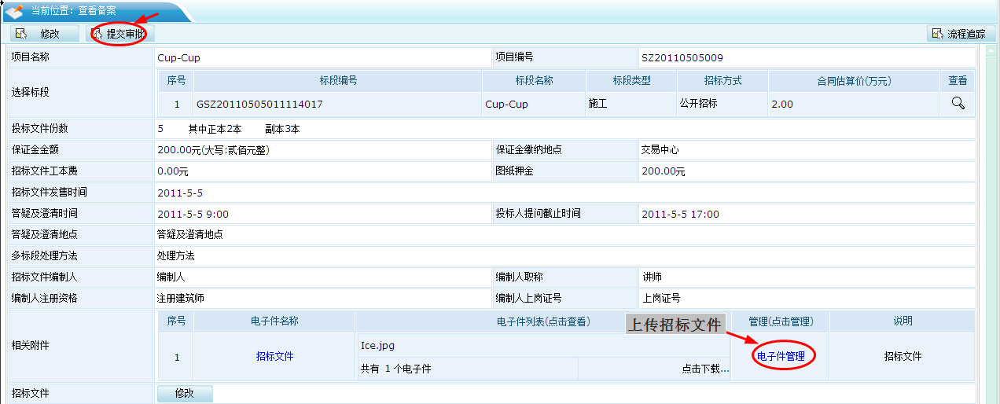 当前位置：查看备案
修改 提交审批 流程追踪
项目名称 Cup-Cup 项目编号 SZ20110505009
选择标段
序号 标段编号 标段名称 标段类型 招标方式 合同估算价(万元) 查看
1 GSZ20110505011114017 Cup-Cup 施工 公开招标 2.00
投标文件份数 5 其中正本2本 副本3本
保证金金额 200.00元(大写:贰佰元整) 保证金缴纳地点 交易中心
招标文件工本费 0.00元 图纸押金 200.00元
招标文件发售时间 2011-5-5
答疑及澄清时间 2011-5-5 9:00 投标人提问截止时间 2011-5-5 17:00
答疑及澄清地点 答疑及澄清地点
多标段处理方法 处理方法
招标文件编制人 编制人 编制人职称 讲师
编制人注册资格 注册建筑师 编制人上岗证号 上岗证号
相关附件
序号 电子件名称 电子件列表(点击查看) 管理(点击管理) 说明
上传招标文件
1 招标文件 Ice.jpg 电子件管理 招标文件
共有 1 个电子件 点击下载...
招标文件 修改